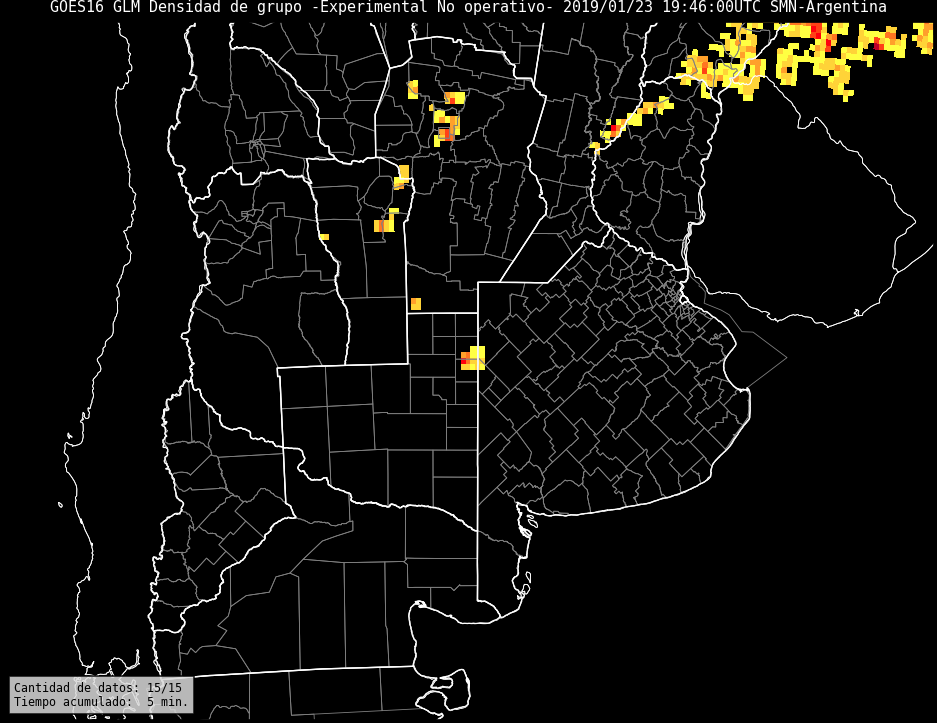 GOES16 GLM Densidad de grupo -Experimental No operativo- 2019/01/23 19:46:00UTC SMN-Argentina
Cantidad de datos: 15/15
Tiempo acumulado:  5 min.